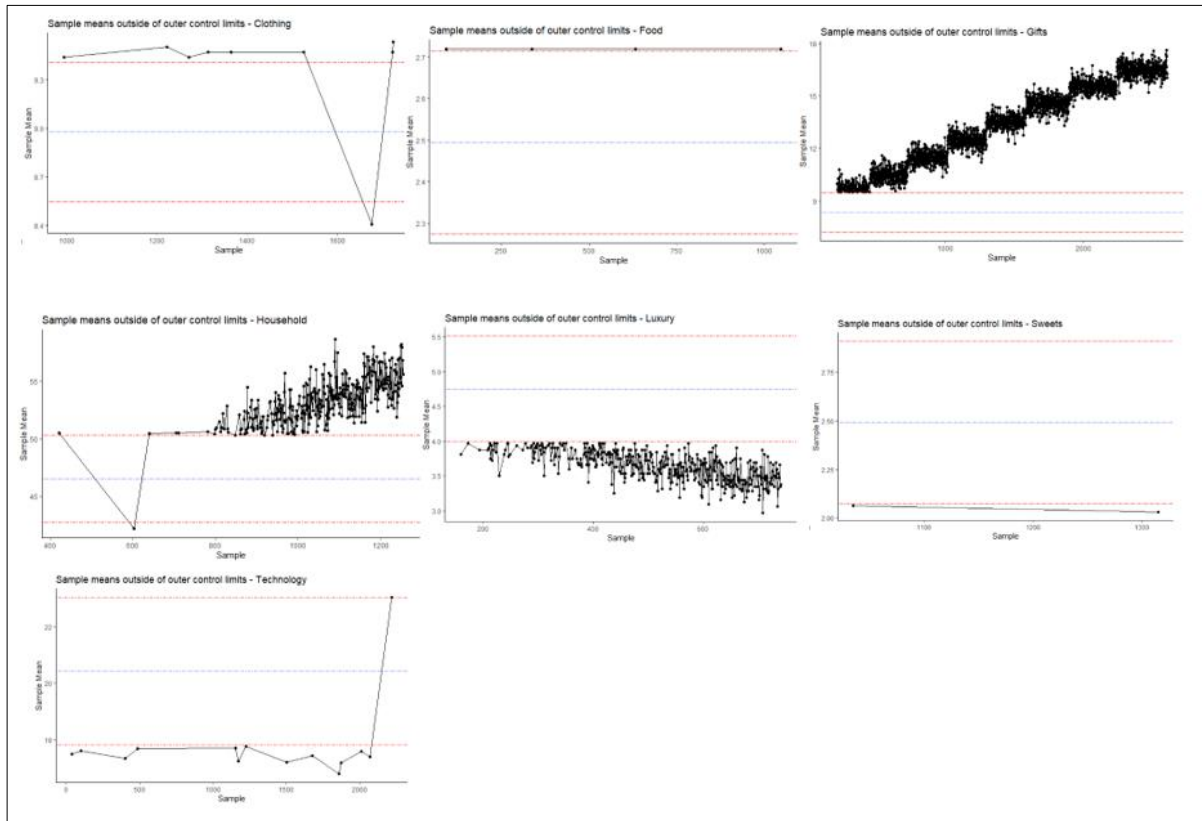 Sample means outside of outer control limits - Clothing
Sample Mean
9.3
8.7
8.4
1000
1200
1400
1600
Sample
Sample means outside of outer control limits - Food
Sample Mean
2.7
2.6
2.5
2.4
2.3
250
500
750
1000
Sample
Sample means outside of outer control limits - Gifts
Sample Mean
18
15
12
9
1000
2000
Sample
Sample means outside of outer control limits - Household
Sample Mean
50
45
400
600
800
1000
1200
Sample
Sample means outside of outer control limits - Luxury
Sample Mean
5.5
5.0
4.5
4.0
3.5
3.0
200
400
600
Sample
Sample means outside of outer control limits - Sweets
Sample Mean
2.75
2.50
2.25
2.00
1100
1200
1300
Sample
Sample means outside of outer control limits - Technology
Sample Mean
22
20
18
0
500
1000
1500
2000
Sample